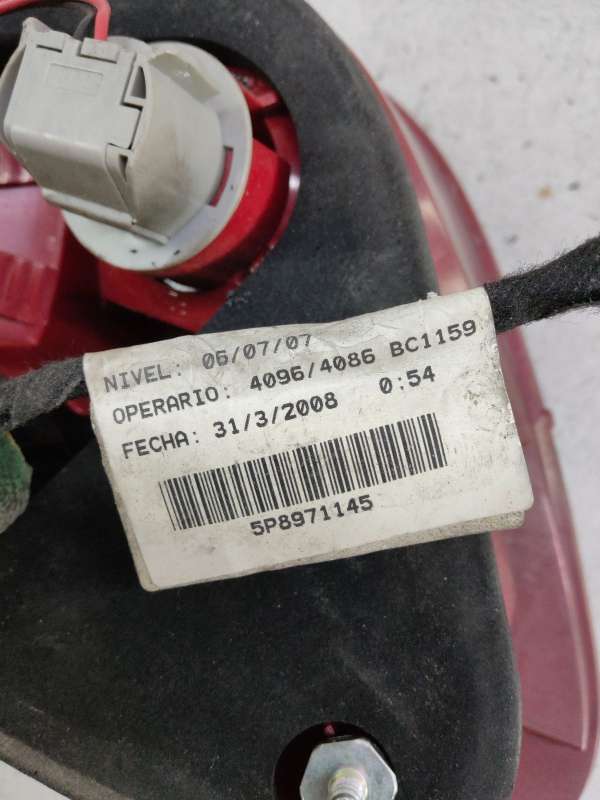 NIVEL: 06/07/07
OPERARIO: 4096/4086 BC1159
FECHA: 31/3/2008 0:54
5P8971145